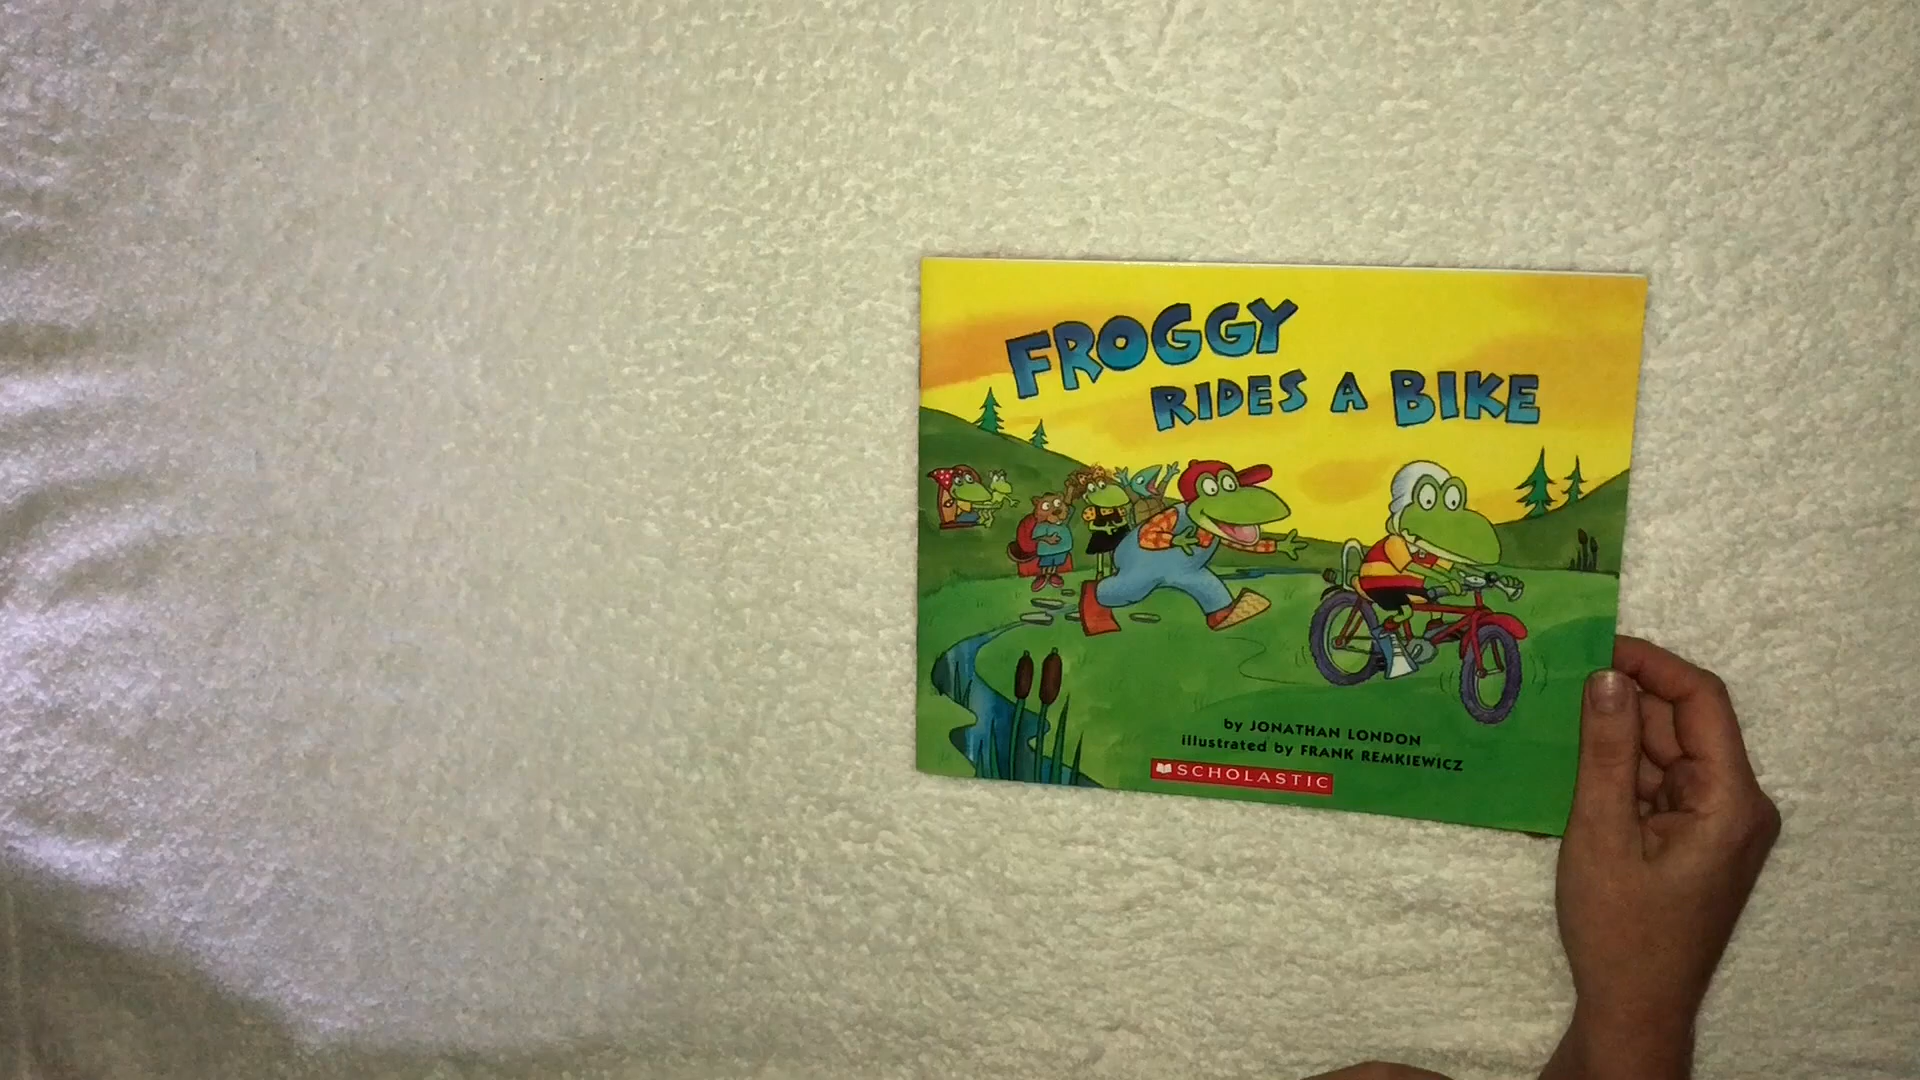 FROGGY
RIDES A BIKE
by JONATHAN LONDON
illustrated by FRANK REMKIEWICZ
SCHOLASTIC